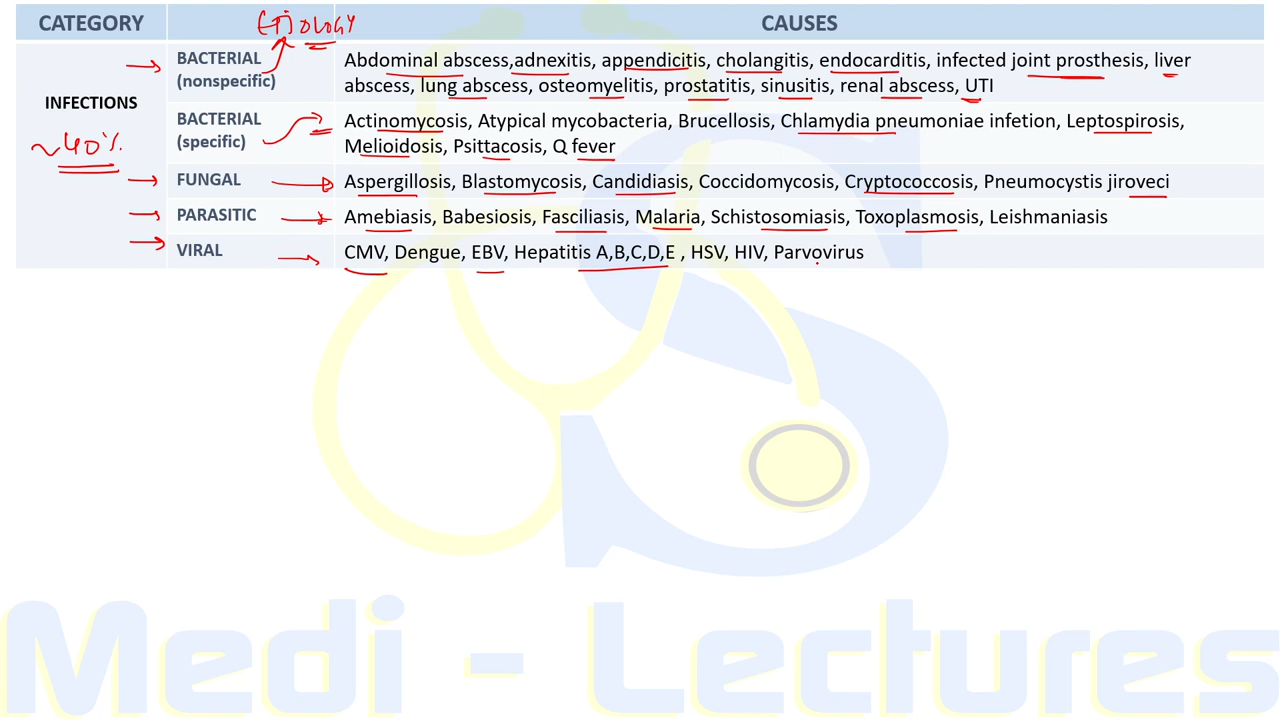 CATEGORY CAUSES
BACTERIAL
(nonspecific)
Abdominal abscess,adnexitis, appendicitis, cholangitis, endocarditis, infected joint prosthesis, liver
abscess, lung abscess, osteomyelitis, prostatitis, sinusitis, renal abscess, UTI
INFECTIONS
~40%
BACTERIAL
(specific)
Actinomycosis, Atypical mycobacteria, Brucellosis, Chlamydia pneumoniae infetion, Leptospirosis,
Melioidosis, Psittacosis, Q fever
FUNGAL
Aspergillosis, Blastomycosis, Candidiasis, Coccidomycosis, Cryptococcosis, Pneumocystis jiroveci
PARASITIC
Amebiasis, Babesiosis, Fasciliasis, Malaria, Schistosomiasis, Toxoplasmosis, Leishmaniasis
VIRAL
CMV, Dengue, EBV, Hepatitis A,B,C,D,E , HSV, HIV, Parvovirus
Medi - Lectures